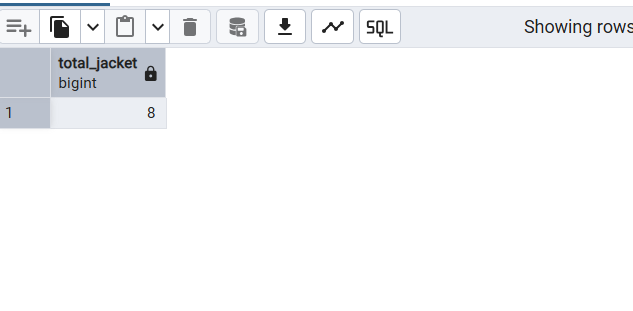 SQL Showing rows
total_jacket
bigint
1 8